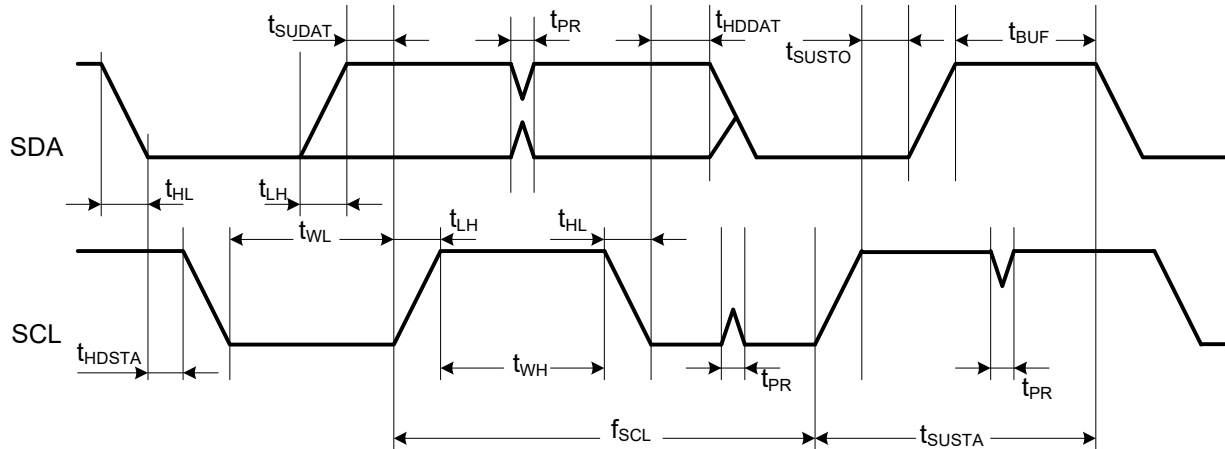 tSUDAT
tPR
tHDDAT
tSUSTO
tBUF
SDA
tHL
tLH
tWL
tLH
tHL
SCL
tHDSTA
tWH
tPR
tPR
fSCL
tSUSTA